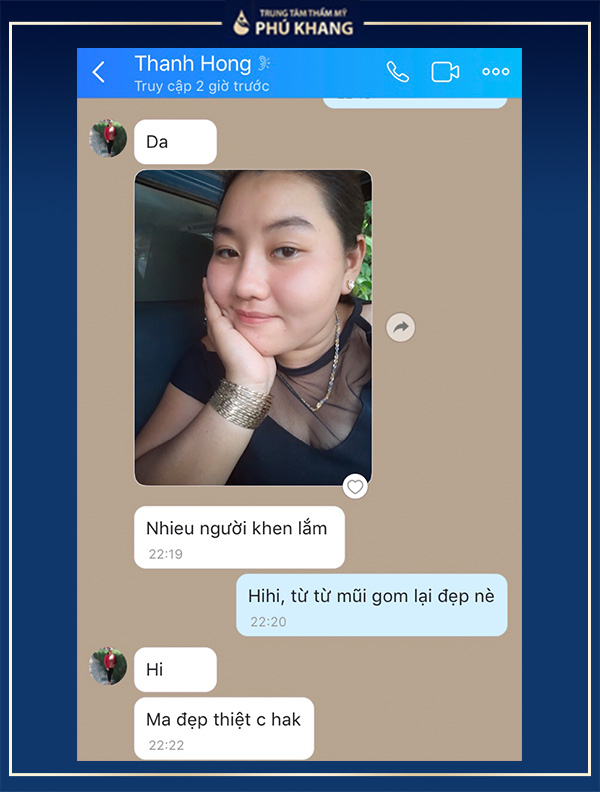 TRUNG TÂM THẨM MỸ
PHÚ KHANG
Thanh Hong
Truy cập 2 giờ trước
Da
Nhieu người khen lắm
22:19
Hihi, từ từ mũi gom lại đẹp nè
22:20
Hi
Ma đẹp thiệt c hak
22:22